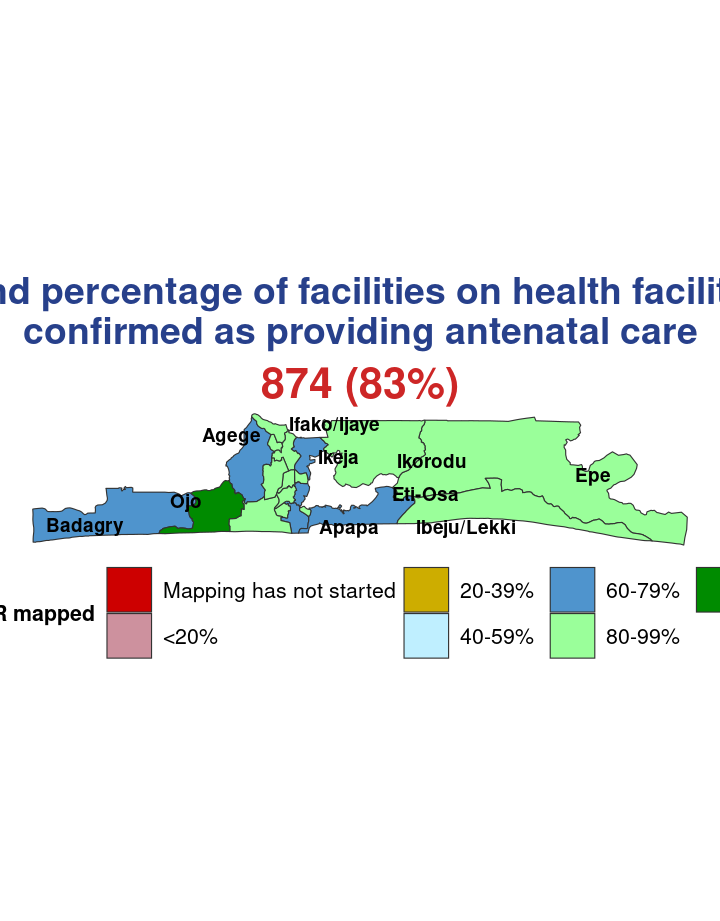 nd percentage of facilities on health facilit
confirmed as providing antenatal care
874 (83%)
Ifako/Ijaye
Agege
Ikeja
Ikorodu
Epe
Eti-Osa
Ojo
Badagry
Apapa
Ibeju/Lekki
R mapped
Mapping has not started
<20%
20-39%
40-59%
60-79%
80-99%